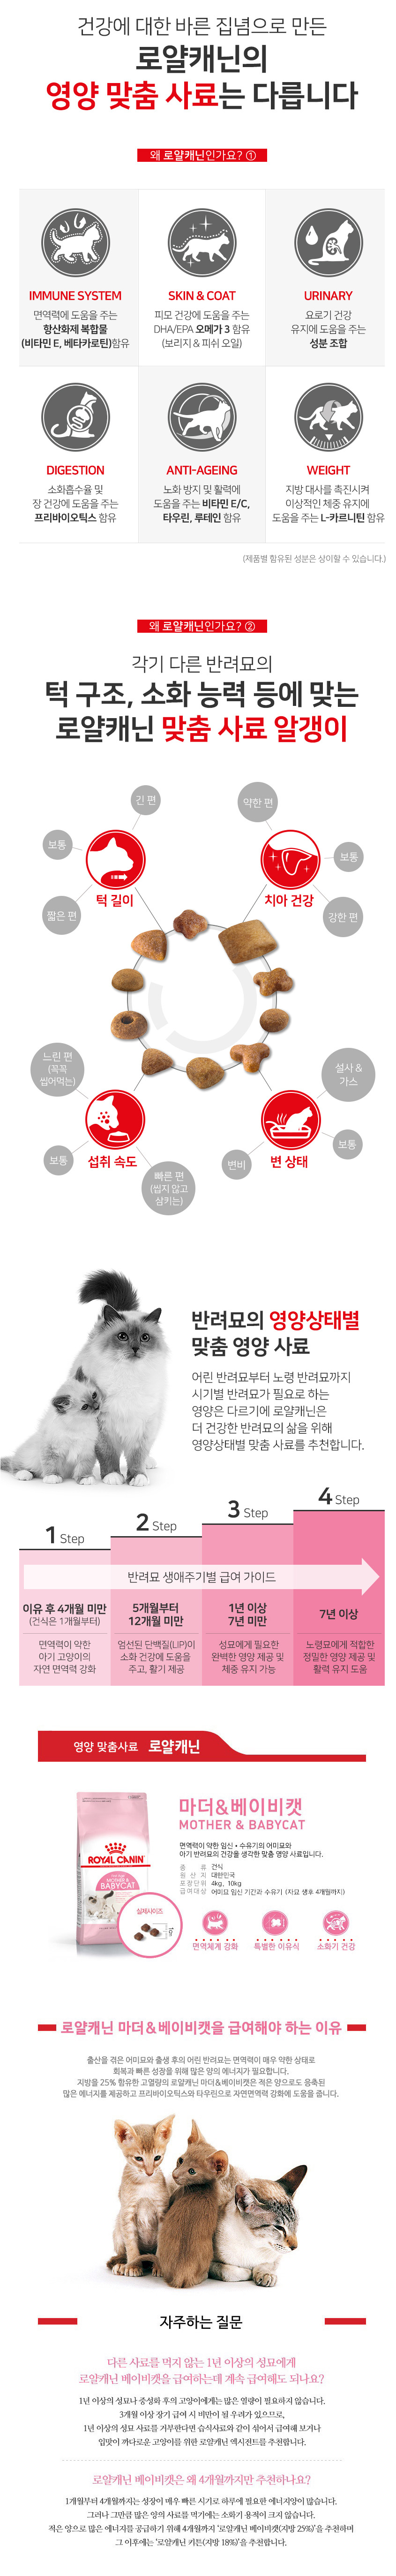 건강에 대한 바른 집념으로 만든
로얄캐닌의
영양 맞춤 사료는 다릅니다
왜 로얄캐닌인가요? ①
IMMUNE SYSTEM
면역력에 도움을 주는
항산화제 복합물
(비타민 E, 베타카로틴)함유
SKIN & COAT
피모 건강에 도움을 주는
DHA/EPA 오메가 3 함유
(보리지 & 피쉬 오일)
URINARY
요로기 건강
유지에 도움을 주는
성분 조합
DIGESTION
소화흡수율 및
장 건강에 도움을 주는
프리바이오틱스 함유
ANTI-AGEING
노화 방지 및 활력에
도움을 주는 비타민 E/C,
타우린, 루테인 함유
WEIGHT
지방 대사를 촉진시켜
이상적인 체중 유지에
도움을 주는 L-카르니틴 함유
(제품별 함유된 성분은 상이할 수 있습니다.)
왜 로얄캐닌인가요? ②
각기 다른 반려묘의
턱 구조, 소화 능력 등에 맞는
로얄캐닌 맞춤 사료 알갱이
긴 편
보통
짧은 편
턱 길이
약한 편
보통
강한 편
치아 건강
느린 편
(꼭꼭
씹어먹는)
보통
빠른 편
(씹지 않고
삼키는)
섭취 속도
설사 &
가스
보통
변비
변 상태
반려묘의 영양상태별
맞춤 영양 사료
어린 반려묘부터 노령 반려묘까지
시기별 반려묘가 필요로 하는
영양은 다르기에 로얄캐닌은
더 건강한 반려묘의 삶을 위해
영양상태별 맞춤 사료를 추천합니다.
1 Step
2 Step
3 Step
4 Step
반려묘 생애주기별 급여 가이드
이유 후 4개월 미만
(건식은 1개월부터)
면역력이 약한
아기 고양이의
자연 면역력 강화
5개월부터
12개월 미만
엄선된 단백질(LIP)이
소화 건강에 도움을
주고, 활기 제공
1년 이상
7년 미만
성묘에게 필요한
완벽한 영양 제공 및
체중 유지 가능
7년 이상
노령묘에게 적합한
정밀한 영양 제공 및
활력 유지 도움
영양 맞춤사료 로얄캐닌
마더&베이비캣
MOTHER & BABYCAT
면역력이 약한 임신 • 수유기의 어미묘와
아기 반려묘의 건강을 생각한 맞춤 영양 사료입니다.
종 류 건식
원 산 지 대한민국
포장단위 4kg, 10kg
급여대상 어미묘 임신 기간과 수유기 (자묘 생후 4개월까지)
ROYAL CANIN
MOTHER &
BABYCAT
실제사이즈
면역체계 강화
특별한 이유식
소화기 건강
로얄캐닌 마더&베이비캣을 급여해야 하는 이유
출산을 겪은 어미묘와 출생 후의 어린 반려묘는 면역력이 매우 약한 상태로
회복과 빠른 성장을 위해 많은 양의 에너지가 필요합니다.
지방을 25% 함유한 고열량의 로얄캐닌 마더&베이비캣은 적은 양으로도 응축된
많은 에너지를 제공하고 프리바이오틱스와 타우린으로 자연면역력 강화에 도움을 줍니다.
자주하는 질문
다른 사료를 먹지 않는 1년 이상의 성묘에게
로얄캐닌 베이비캣을 급여하는데 계속 급여해도 되나요?
1년 이상의 성묘나 중성화 후의 고양이에게는 많은 열량이 필요하지 않습니다.
3개월 이상 장기 급여 시 비만이 될 우려가 있으므로,
1년 이상의 성묘 사료를 거부한다면 습식사료와 같이 섞어서 급여해 보거나
입맛이 까다로운 고양이를 위한 로얄캐닌 엑시전트를 추천합니다.
로얄캐닌 베이비캣은 왜 4개월까지만 추천하나요?
1개월부터 4개월까지는 성장이 매우 빠른 시기로 하루에 필요한 에너지양이 많습니다.
그러나 그만큼 많은 양의 사료를 먹기에는 소화기 용적이 크지 않습니다.
적은 양으로 많은 에너지를 공급하기 위해 4개월까지 '로얄캐닌 베이비캣(지방 25%)'을 추천하며
그 이후에는 '로얄캐닌 키튼(지방 18%)'을 추천합니다.